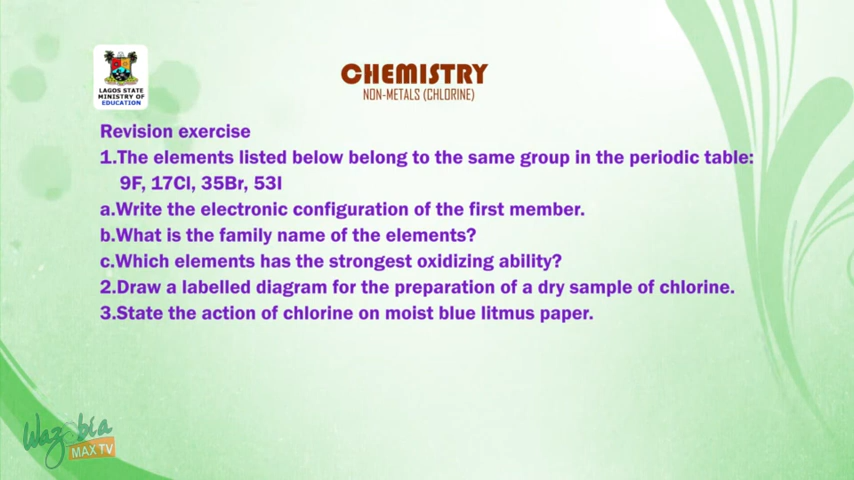 LAGOS STATE
MINISTRY OF
EDUCATION
CHEMISTRY
NON-METALS (CHLORINE)
Revision exercise
1.The elements listed below belong to the same group in the periodic table:
9F, 17Cl, 35Br, 53I
a.Write the electronic configuration of the first member.
b.What is the family name of the elements?
c.Which elements has the strongest oxidizing ability?
2.Draw a labelled diagram for the preparation of a dry sample of chlorine.
3.State the action of chlorine on moist blue litmus paper.
Wazobia
MAX TV